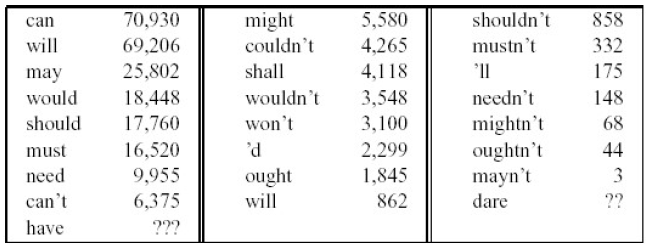 can 70,930 might 5,580 shouldn't 858
will 69,206 couldn't 4,265 mustn't 332
may 25,802 shall 4,118 'll 175
would 18,448 wouldn't 3,548 needn't 148
should 17,760 won't 3,100 mightn't 68
must 16,520 'd 2,299 oughtn't 44
need 9,955 ought 1,845 mayn't 3
can't 6,375 will 862 dare ??
have ???